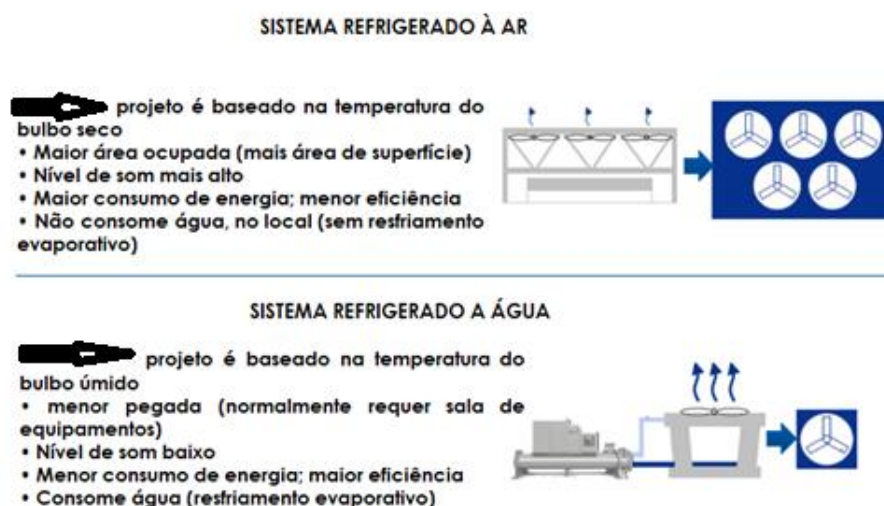 SISTEMA REFRIGERADO À AR
projeto é baseado na temperatura do
bulbo seco
• Maior área ocupada (mais área de superfície)
• Nível de som mais alto
• Maior consumo de energia; menor eficiência
• Não consome água, no local (sem resfriamento
evaporativo)
SISTEMA REFRIGERADO A ÁGUA
projeto é baseado na temperatura do
bulbo úmido
• menor pegada (normalmente requer sala de
equipamentos)
• Nível de som baixo
• Menor consumo de energia; maior eficiência
• Consome água (resfriamento evaporativo)